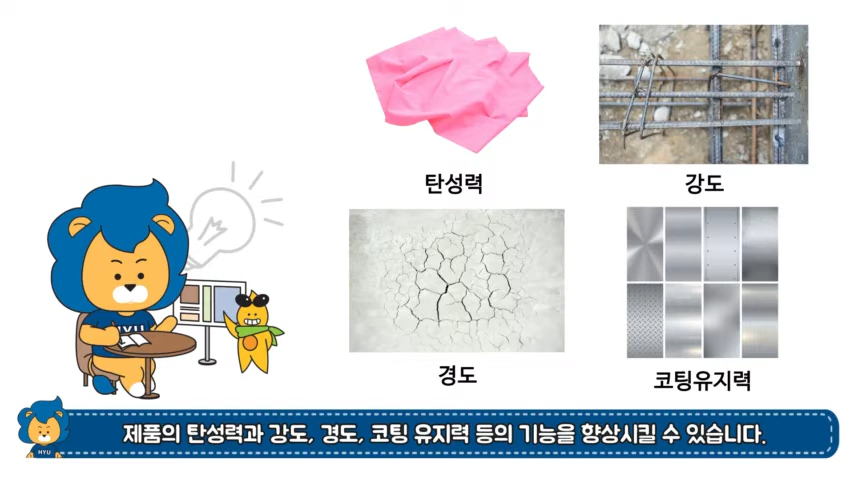 탄성력
강도
경도
코팅유지력
HYU
제품의 탄성력과 강도, 경도, 코팅 유지력 등의 기능을 향상시킬 수 있습니다.
HYU